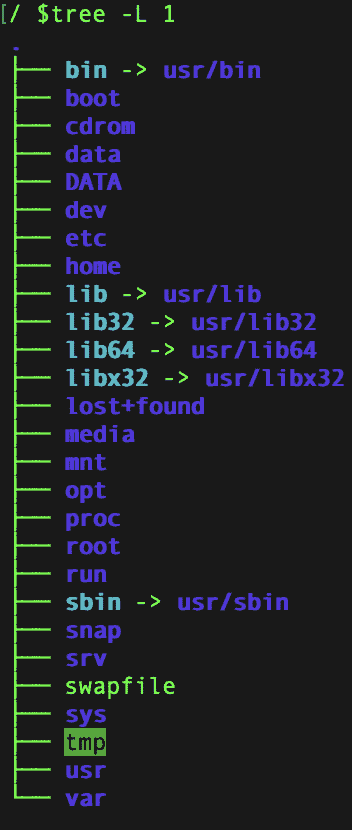 [/ $tree -L 1
.
├── bin -> usr/bin
├── boot
├── cdrom
├── data
├── DATA
├── dev
├── etc
├── home
├── lib -> usr/lib
├── lib32 -> usr/lib32
├── lib64 -> usr/lib64
├── libx32 -> usr/libx32
├── lost+found
├── media
├── mnt
├── opt
├── proc
├── root
├── run
├── sbin -> usr/sbin
├── snap
├── srv
├── swapfile
├── sys
├── tmp
├── usr
└── var